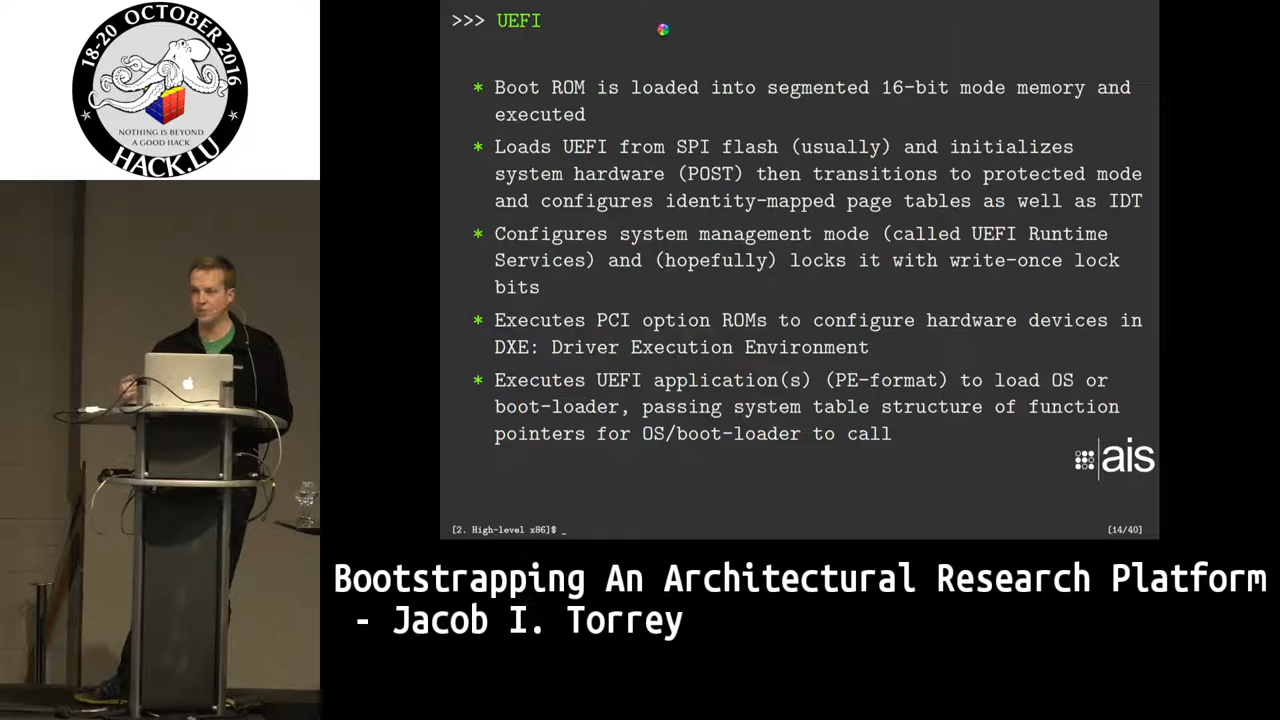 18-20 OCTOBER 2016
NOTHING IS BEYOND
A GOOD HACK
HACK.LU
>>> UEFI
* Boot ROM is loaded into segmented 16-bit mode memory and
executed
* Loads UEFI from SPI flash (usually) and initializes
system hardware (POST) then transitions to protected mode
and configures identity-mapped page tables as well as IDT
* Configures system management mode (called UEFI Runtime
Services) and (hopefully) locks it with write-once lock
bits
* Executes PCI option ROMs to configure hardware devices in
DXE: Driver Execution Environment
* Executes UEFI application(s) (PE-format) to load OS or
boot-loader, passing system table structure of function
pointers for OS/boot-loader to call
ais
[2. High-level x86]$ _
[14/40]
Bootstrapping An Architectural Research Platform
- Jacob I. Torrey